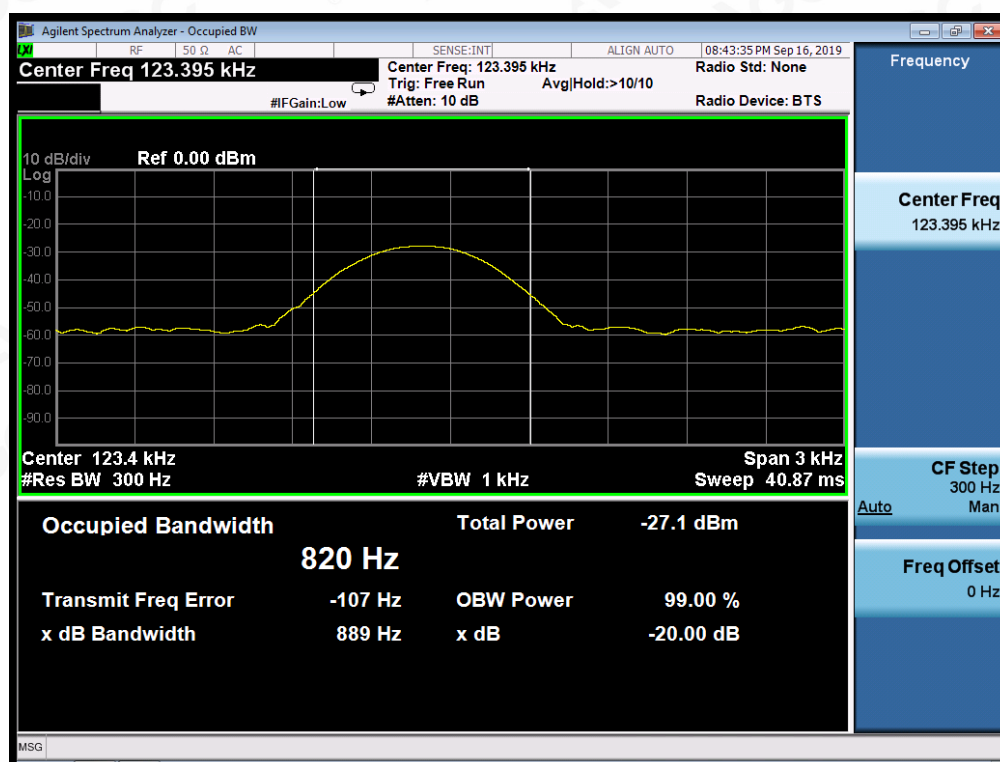 Agilent Spectrum Analyzer - Occupied BW
LXI RF 50 Ω AC SENSE:INT ALIGN AUTO 08:43:35 PM Sep 16, 2019
Center Freq 123.395 kHz
Center Freq: 123.395 kHz
Radio Std: None
Trig: Free Run Avg|Hold:>10/10
#IFGain:Low #Atten: 10 dB Radio Device: BTS
10 dB/div Ref 0.00 dBm
Log
-10.0
-20.0
-30.0
-40.0
-50.0
-60.0
-70.0
-80.0
-90.0
Center 123.4 kHz Span 3 kHz
#Res BW 300 Hz #VBW 1 kHz Sweep 40.87 ms
Occupied Bandwidth Total Power -27.1 dBm
820 Hz
Transmit Freq Error -107 Hz OBW Power 99.00 %
x dB Bandwidth 889 Hz x dB -20.00 dB
MSG
Frequency
Center Freq
123.395 kHz
CF Step
300 Hz
Auto Man
Freq Offset
0 Hz